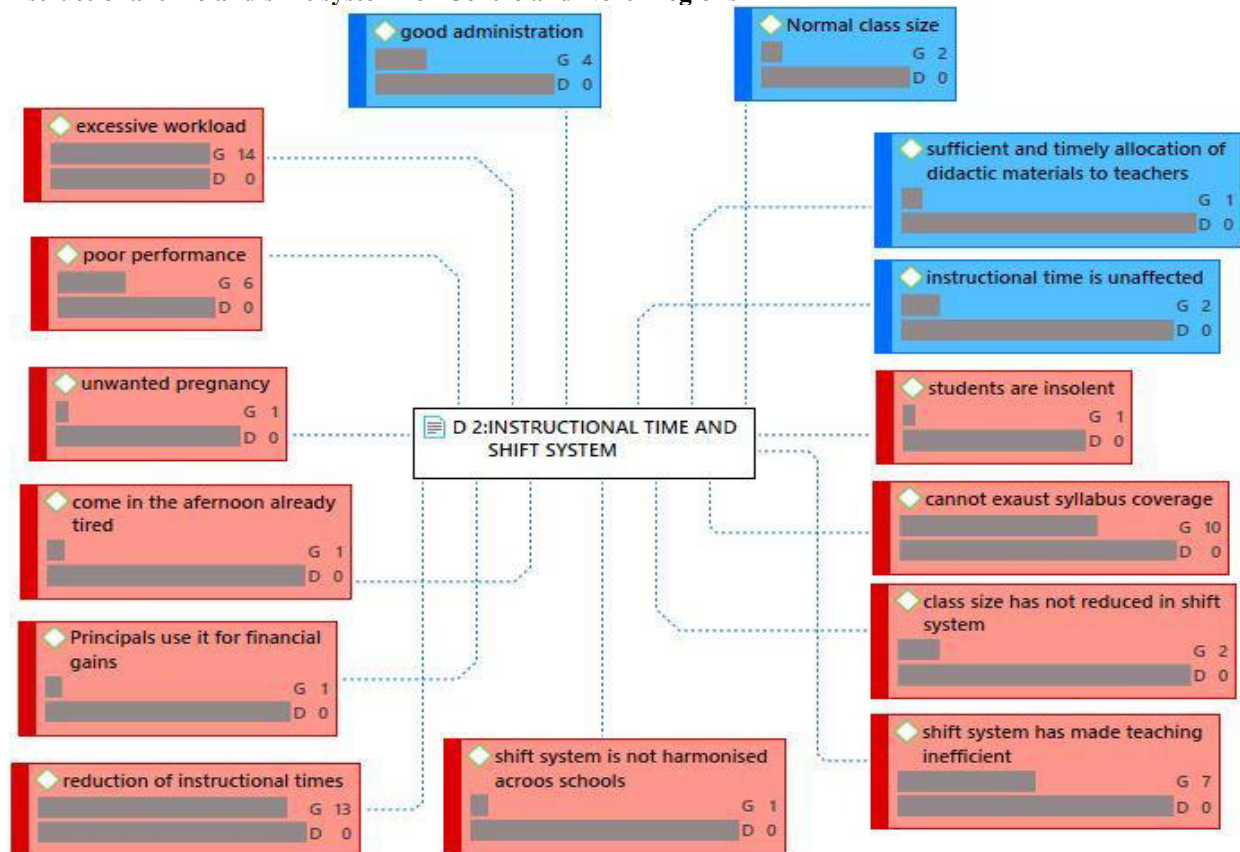 good administration
G 4
D 0
Normal class size
G 2
D 0
excessive workload
G 14
D 0
sufficient and timely allocation of
didactic materials to teachers
G 1
D 0
poor performance
G 6
D 0
instructional time is unaffected
G 2
D 0
unwanted pregnancy
G 1
D 0
students are insolent
G 1
D 0
D 2:INSTRUCTIONAL TIME AND
SHIFT SYSTEM
come in the afernoon already
tired
G 1
D 0
cannot exaust syllabus coverage
G 10
D 0
class size has not reduced in shift
system
G 2
D 0
Principals use it for financial
gains
G 1
D 0
shift system has made teaching
inefficient
G 7
D 0
reduction of instructional times
G 13
D 0
shift system is not harmonised
acroos schools
G 1
D 0